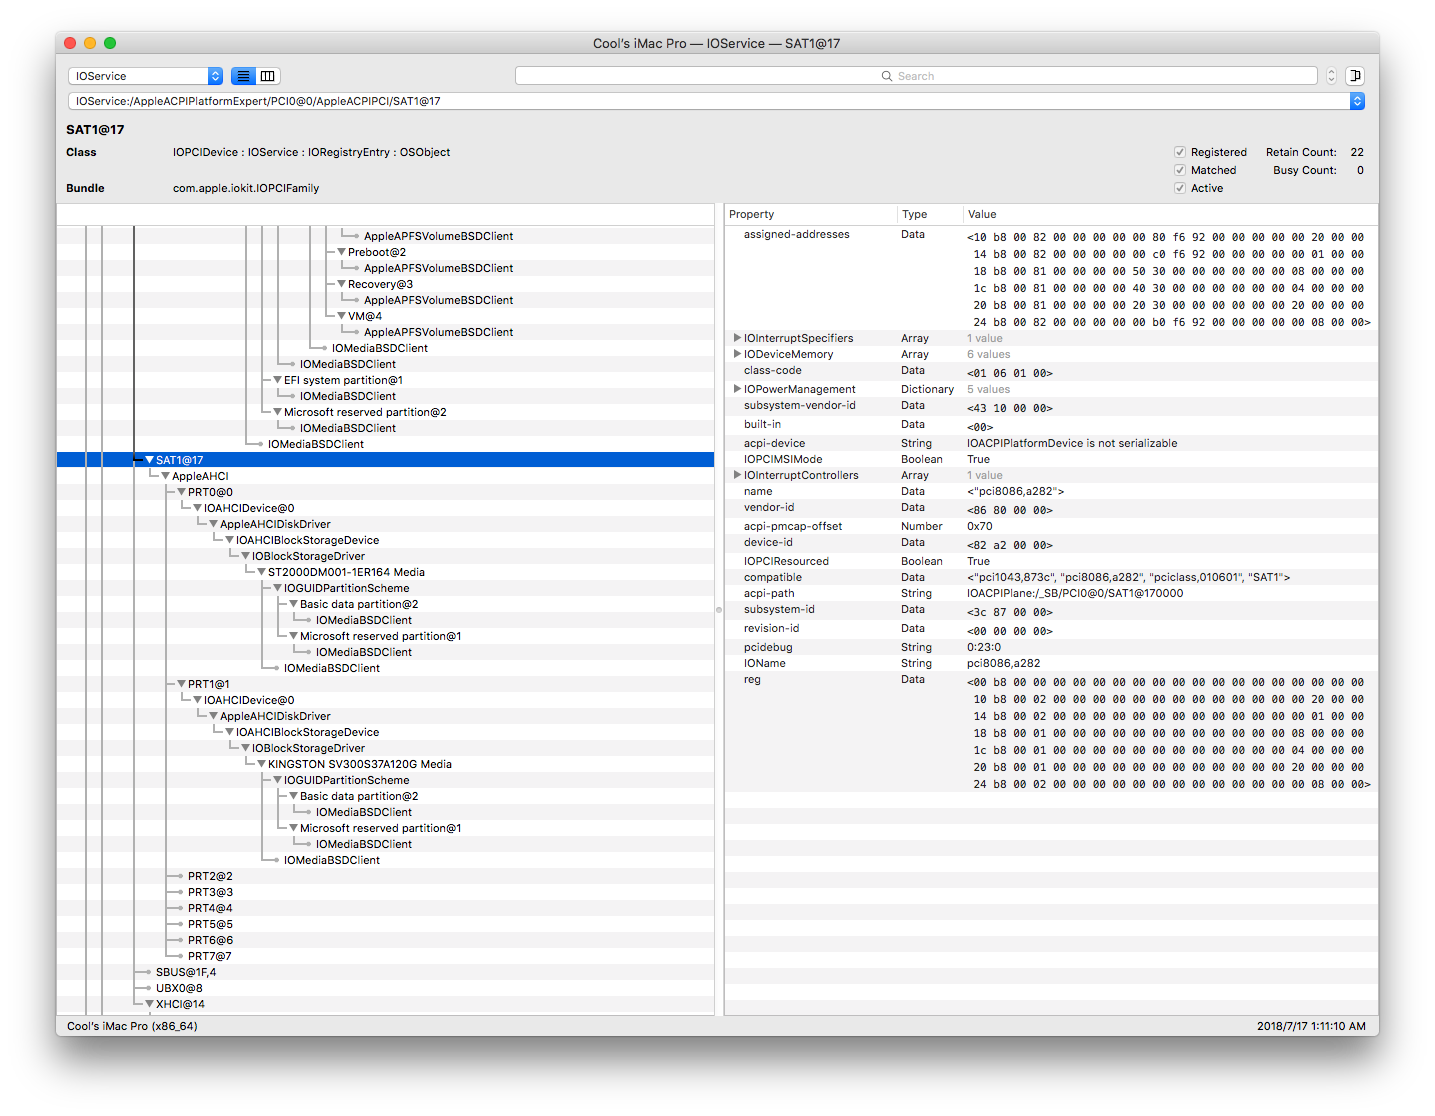 Cool's iMac Pro — IOService — SAT1@17
IOService
Search
IOService:/AppleACPIPlatformExpert/PCI0@0/AppleACPIPCI/SAT1@17
SAT1@17
Class IOPCIDevice : IOService : IORegistryEntry : OSObject
Registered Retain Count: 22
Matched Busy Count: 0
Bundle com.apple.iokit.IOPCIFamily
Active
AppleAPFSVolumeBSDClient
Preboot@2
AppleAPFSVolumeBSDClient
Recovery@3
AppleAPFSVolumeBSDClient
VM@4
AppleAPFSVolumeBSDClient
IOMediaBSDClient
IOMediaBSDClient
EFI system partition@1
IOMediaBSDClient
Microsoft reserved partition@2
IOMediaBSDClient
IOMediaBSDClient
SAT1@17
AppleAHCI
PRT0@0
IOAHCIDevice@0
AppleAHCIDiskDriver
IOAHCIBlockStorageDevice
IOBlockStorageDriver
ST2000DM001-1ER164 Media
IOGUIDPartitionScheme
Basic data partition@2
IOMediaBSDClient
Microsoft reserved partition@1
IOMediaBSDClient
IOMediaBSDClient
PRT1@1
IOAHCIDevice@0
AppleAHCIDiskDriver
IOAHCIBlockStorageDevice
IOBlockStorageDriver
KINGSTON SV300S37A120G Media
IOGUIDPartitionScheme
Basic data partition@2
IOMediaBSDClient
Microsoft reserved partition@1
IOMediaBSDClient
IOMediaBSDClient
PRT2@2
PRT3@3
PRT4@4
PRT5@5
PRT6@6
PRT7@7
SBUS@1F,4
UBX0@8
XHCI@14
Property Type Value
assigned-addresses Data <10 b8 00 82 00 00 00 00 00 80 f6 92 00 00 00 00 00 20 00 00
14 b8 00 82 00 00 00 00 00 c0 f6 92 00 00 00 00 00 01 00 00
18 b8 00 81 00 00 00 00 50 30 00 00 00 00 00 00 00 08 00 00 00
1c b8 00 81 00 00 00 00 40 30 00 00 00 00 00 00 00 04 00 00 00
20 b8 00 81 00 00 00 00 20 30 00 00 00 00 00 00 00 20 00 00 00
24 b8 00 82 00 00 00 00 00 b0 f6 92 00 00 00 00 00 08 00 00>
IOInterruptSpecifiers Array 1 value
IODeviceMemory Array 6 values
class-code Data <01 06 01 00>
IOPowerManagement Dictionary 5 values
subsystem-vendor-id Data <43 10 00 00>
built-in Data <00>
acpi-device String IOACPIPlatformDevice is not serializable
IOPCIMSIMode Boolean True
IOInterruptControllers Array 1 value
name Data <"pci8086,a282">
vendor-id Data <86 80 00 00>
acpi-pmcap-offset Number 0x70
device-id Data <82 a2 00 00>
IOPCIResourced Boolean True
compatible Data <"pci1043,873c", "pci8086,a282", "pciclass,010601", "SAT1">
acpi-path String IOACPIPlane:/_SB/PCI0@0/SAT1@170000
subsystem-id Data <3c 87 00 00>
revision-id Data <00 00 00 00>
pcidebug String 0:23:0
IOName String pci8086,a282
reg Data <00 b8 00 00 00 00 00 00 00 00 00 00 00 00 00 00 00 00 00 00
10 b8 00 02 00 00 00 00 00 00 00 00 00 00 00 00 00 20 00 00
14 b8 00 02 00 00 00 00 00 00 00 00 00 00 00 00 00 01 00 00
18 b8 00 01 00 00 00 00 00 00 00 00 00 00 00 00 08 00 00 00
1c b8 00 01 00 00 00 00 00 00 00 00 00 00 00 00 04 00 00 00
20 b8 00 01 00 00 00 00 00 00 00 00 00 00 00 00 20 00 00 00
24 b8 00 02 00 00 00 00 00 00 00 00 00 00 00 00 00 08 00 00>
Cool's iMac Pro (x86_64)
2018/7/17 1:11:10 AM